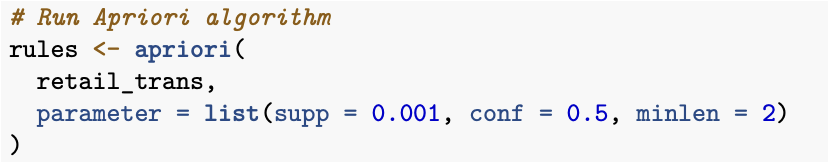 # Run Apriori algorithm
rules <- apriori(
  retail_trans,
  parameter = list(supp = 0.001, conf = 0.5, minlen = 2)
)